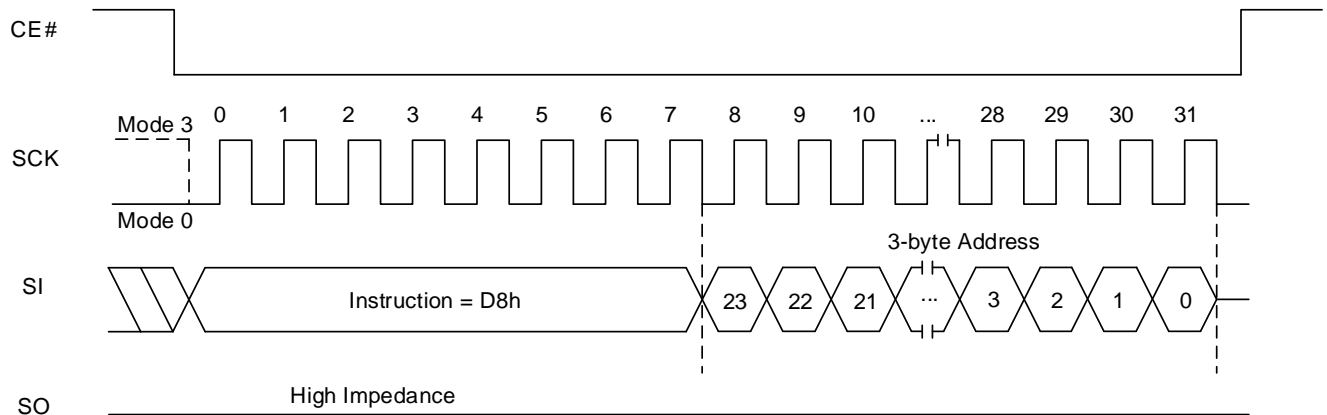 CE#
0 1 2 3 4 5 6 7 8 9 10 ... 28 29 30 31
Mode 3
SCK
Mode 0
3-byte Address
SI
Instruction = D8h 23 22 21 ... 3 2 1 0
High Impedance
SO